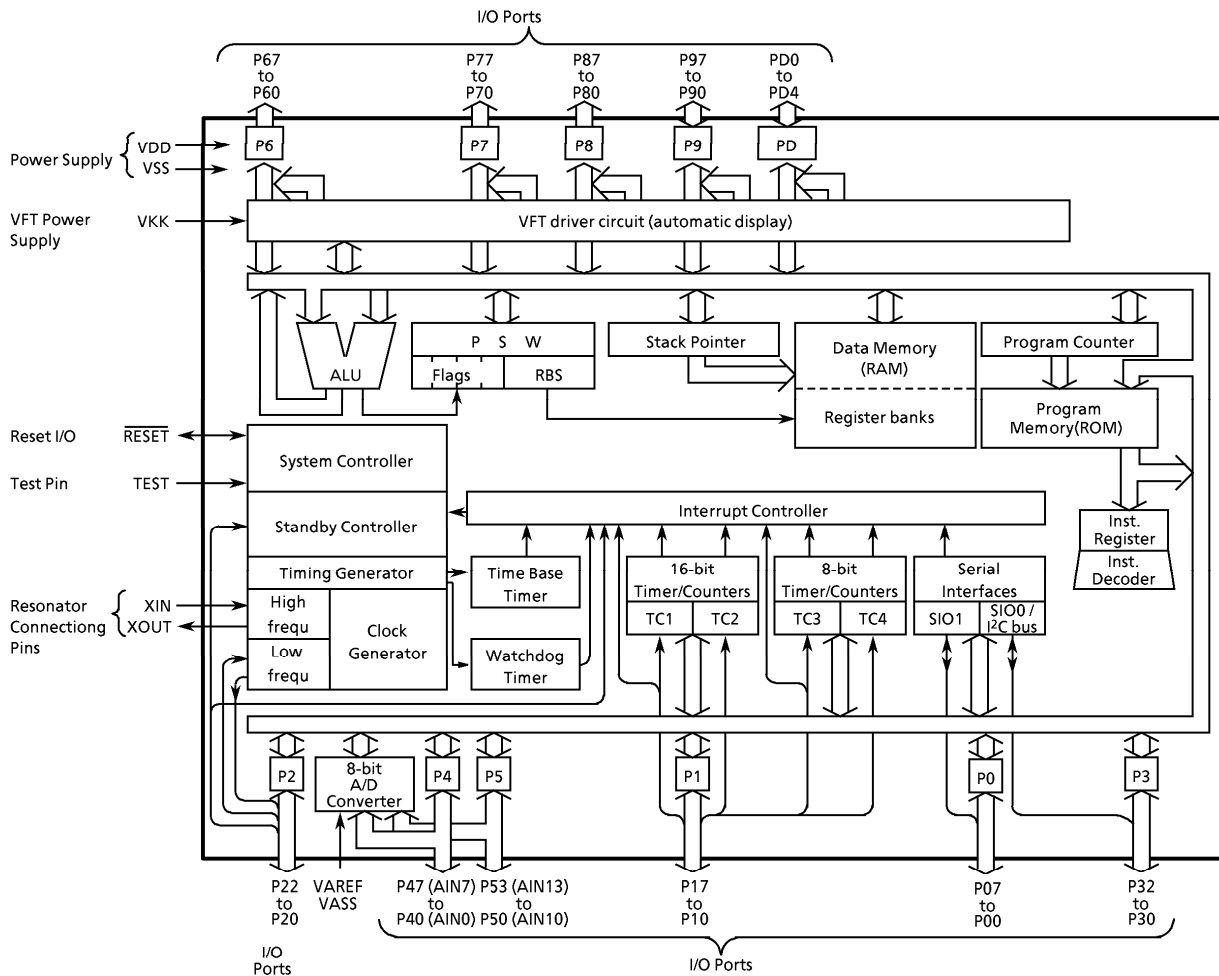 I/O Ports
P67 to P60
P77 to P70
P87 to P80
P97 to P90
PD0 to PD4
Power Supply
VDD
VSS
P6
P7
P8
P9
PD
VFT Power Supply
VKK
VFT driver circuit (automatic display)
ALU
P S W
Flags
RBS
Stack Pointer
Data Memory (RAM)
Register banks
Program Counter
Program Memory(ROM)
Reset I/O
RESET
Test Pin
TEST
System Controller
Standby Controller
Interrupt Controller
Inst. Register
Inst. Decoder
Timing Generator
Time Base Timer
16-bit Timer/Counters
TC1
TC2
8-bit Timer/Counters
TC3
TC4
Serial Interfaces
SIO1
SIO0 / I²C bus
Resonator Connectiong Pins
XIN
XOUT
High frequ
Low frequ
Clock Generator
Watchdog Timer
P2
8-bit A/D Converter
P4
P5
P1
P0
P3
P22 to P20
VAREF
VASS
P47 (AIN7) to P40 (AIN0)
P53 (AIN13) to P50 (AIN10)
P17 to P10
P07 to P00
P32 to P30
I/O Ports
I/O Ports